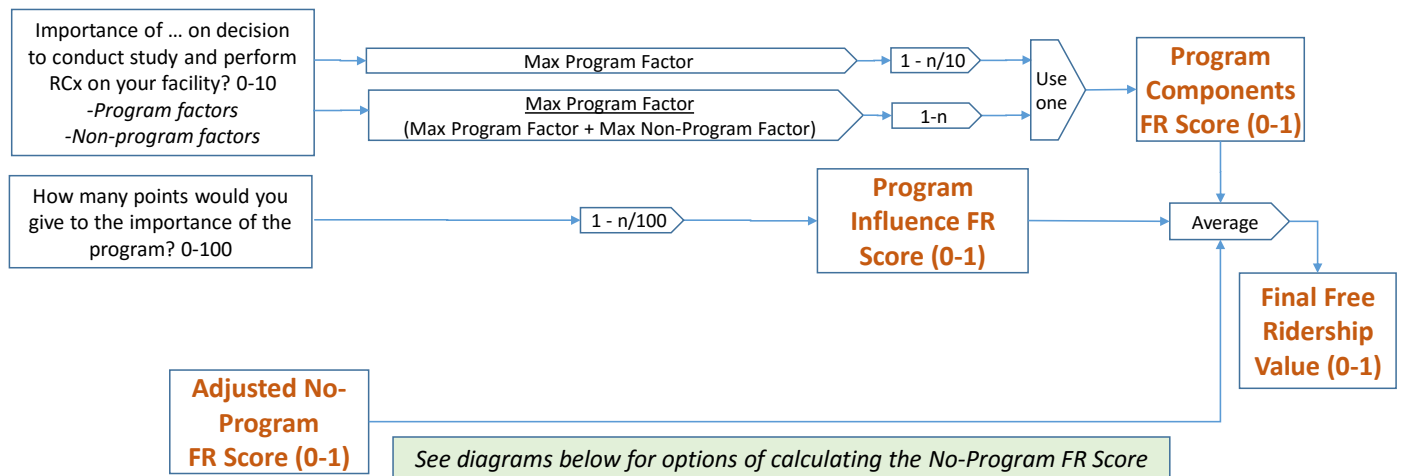 Importance of … on decision
to conduct study and perform
RCx on your facility? 0-10
-Program factors
-Non-program factors
Max Program Factor
1 - n/10
Max Program Factor
(Max Program Factor + Max Non-Program Factor)
1-n
Use
one
Program
Components
FR Score (0-1)
How many points would you
give to the importance of the
program? 0-100
1 - n/100
Program
Influence FR
Score (0-1)
Average
Final Free
Ridership
Value (0-1)
Adjusted No-
Program
FR Score (0-1)
See diagrams below for options of calculating the No-Program FR Score